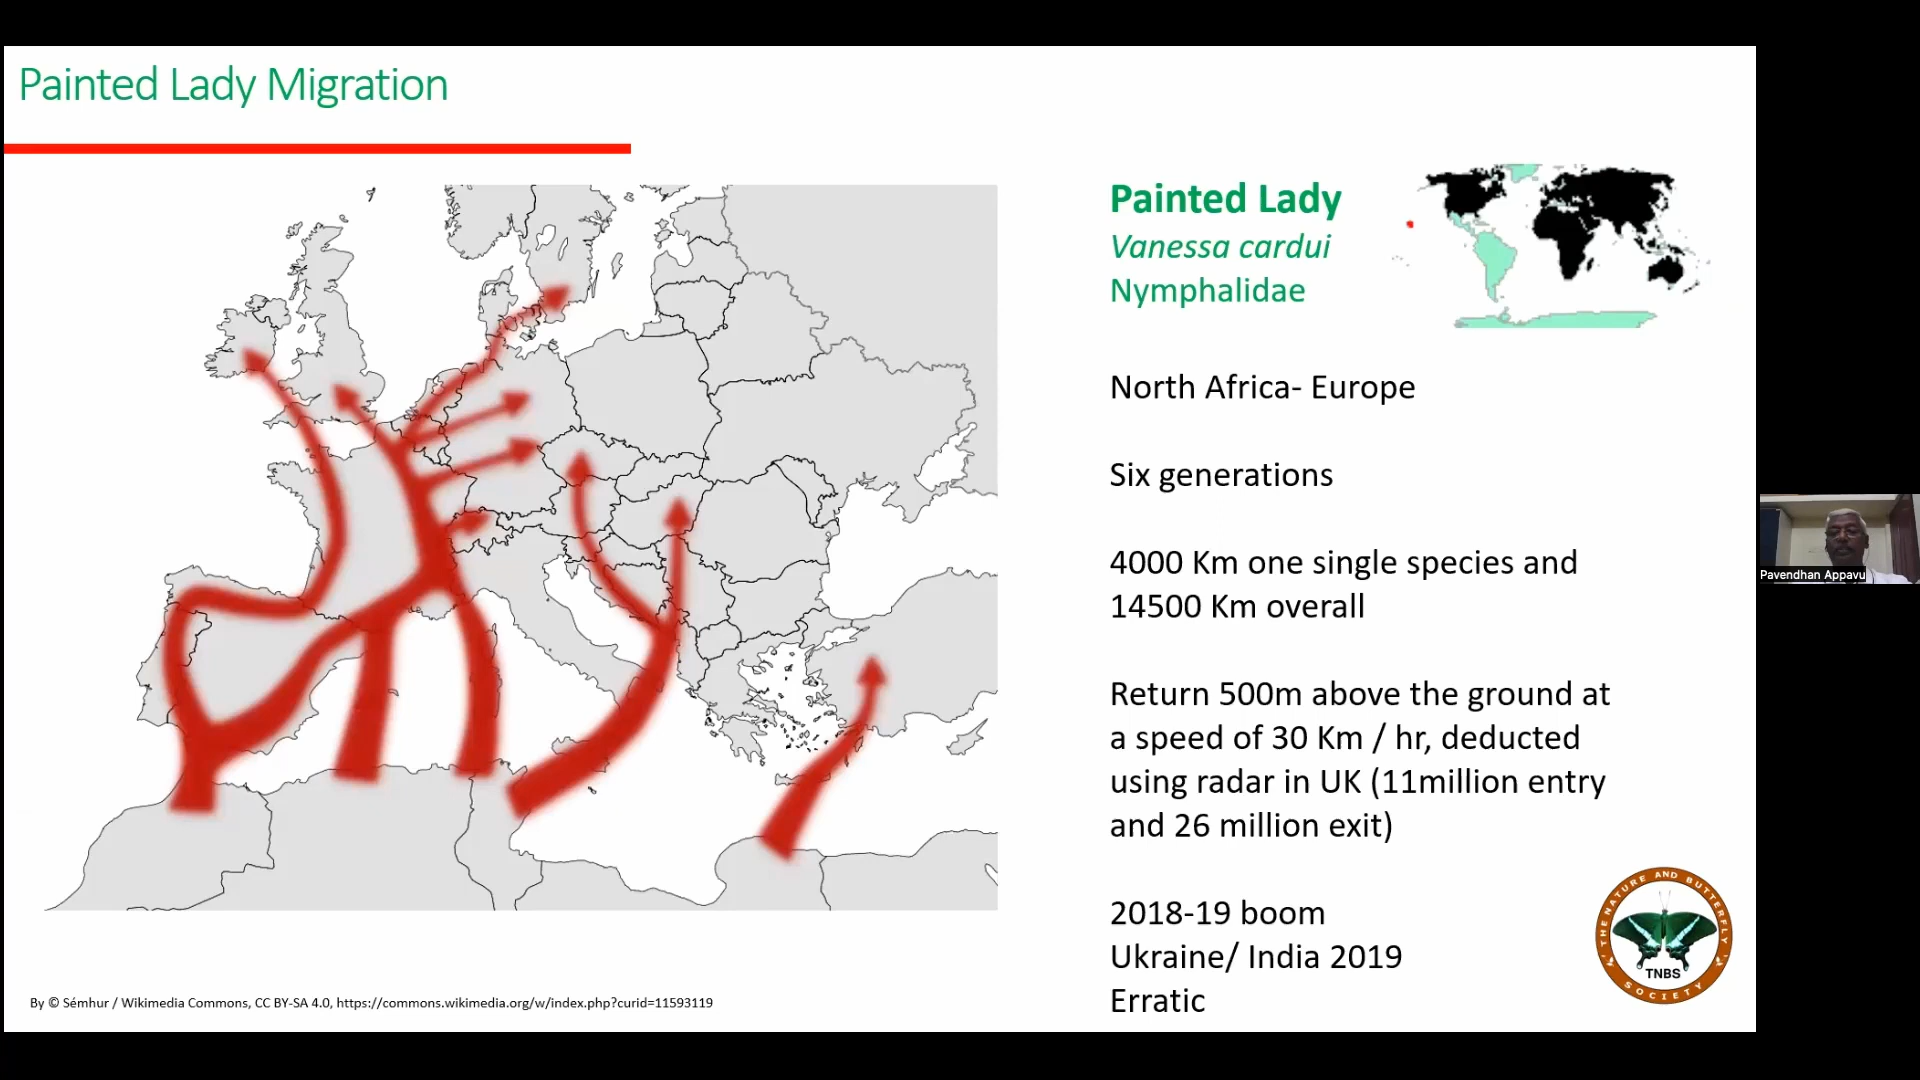 Painted Lady Migration
Painted Lady
Vanessa cardui
Nymphalidae
North Africa- Europe
Six generations
4000 Km one single species and
14500 Km overall
Return 500m above the ground at
a speed of 30 Km / hr, deducted
using radar in UK (11million entry
and 26 million exit)
2018-19 boom
Ukraine/ India 2019
Erratic
THE NATURE AND BUTTERFLY
TNBS
SOCIETY
By © Sémhur / Wikimedia Commons, CC BY-SA 4.0, https://commons.wikimedia.org/w/index.php?curid=11593119
Pavendhan Appavu